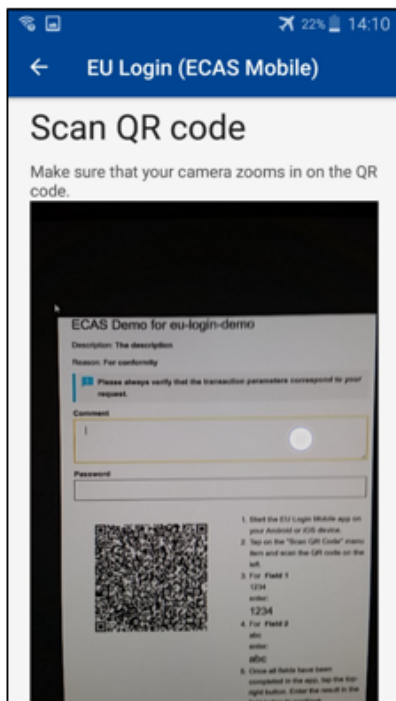 22% 14:10
EU Login (ECAS Mobile)
Scan QR code
Make sure that your camera zooms in on the QR
code.
ECAS Demo for eu-login-demo
Description: The description
Reason: For conformity
Please always verify that the transaction parameters correspond to your
request.
Comment
Password
1. Start the EU Login Mobile app on
your Android or iOS device.
2. Tap on the "Scan QR Code" menu
item and scan the QR code on the
left.
3. For Field 1
1234
enter:
1234
4. For Field 2
abc
enter:
abc
5. Once all fields have been
completed in the app, tap the top-
right button. Enter the result in the